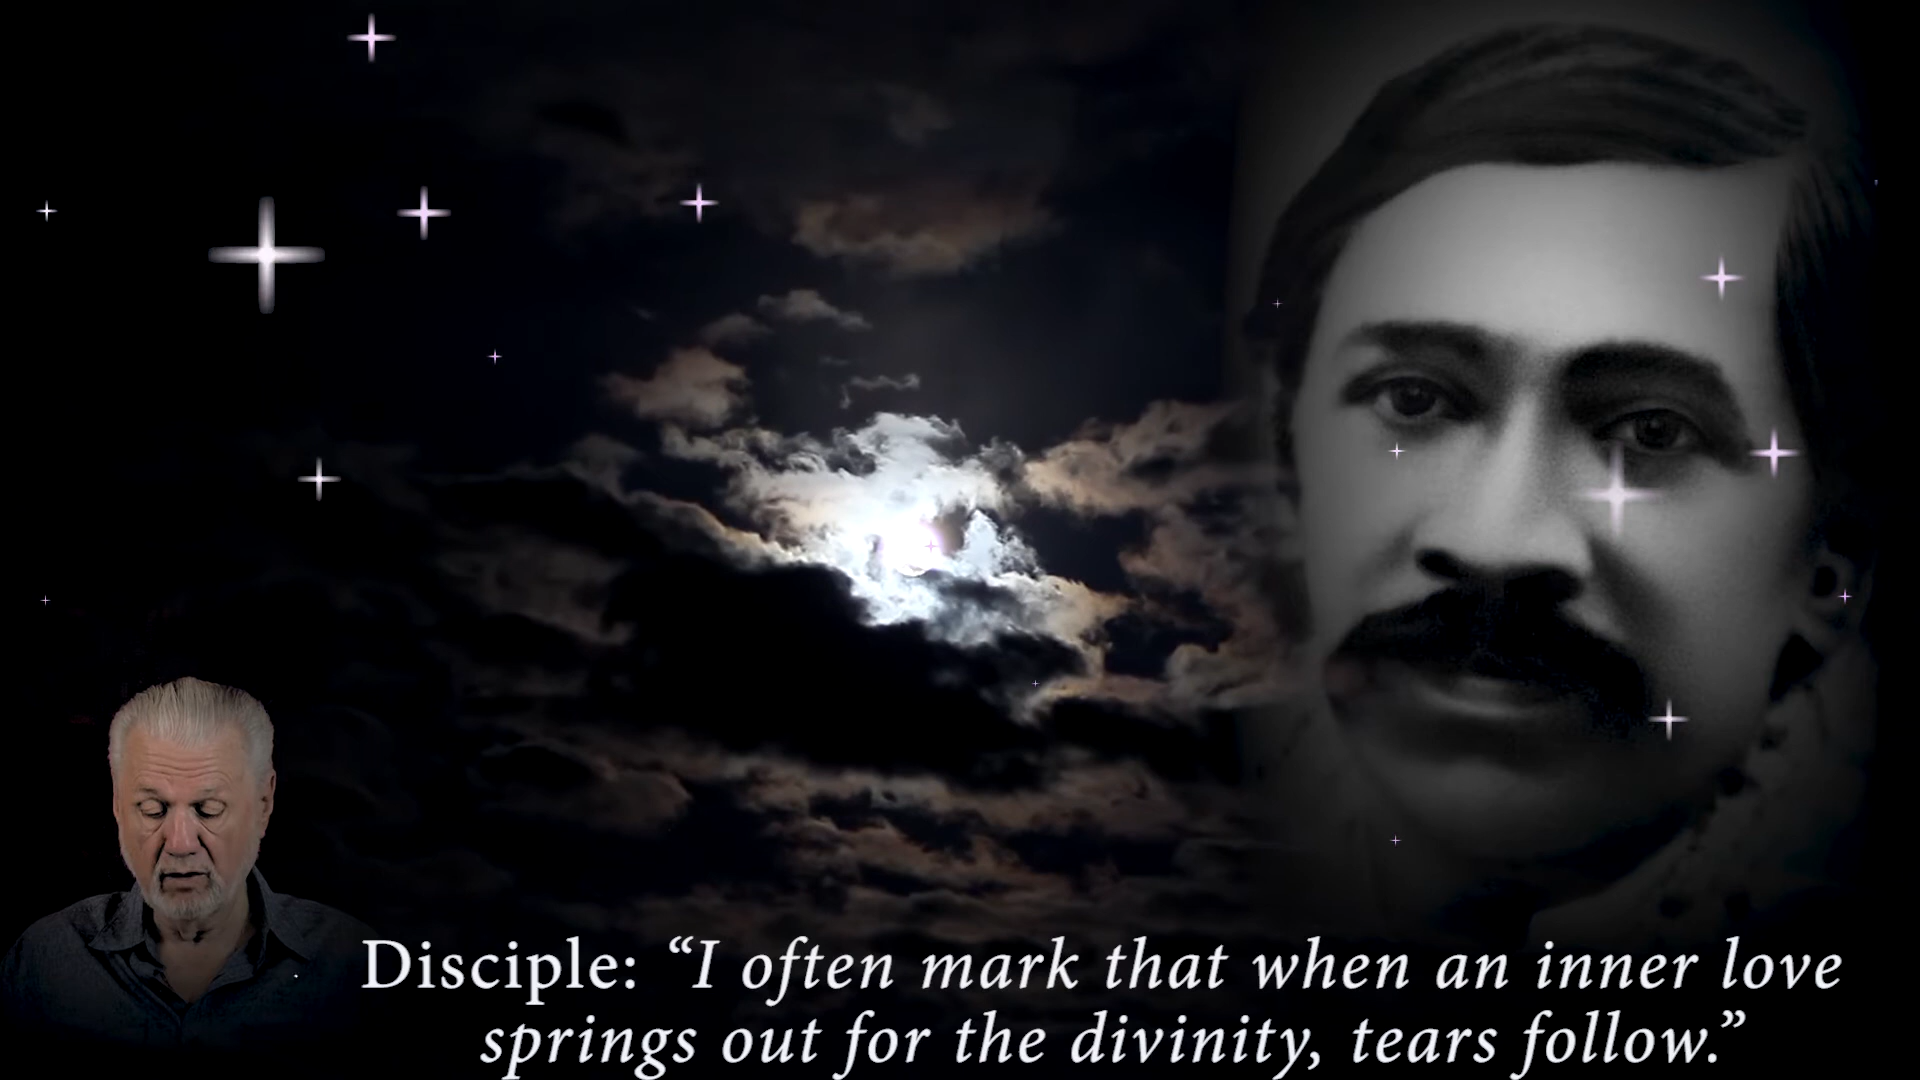 Disciple: “I often mark that when an inner love
springs out for the divinity, tears follow.”